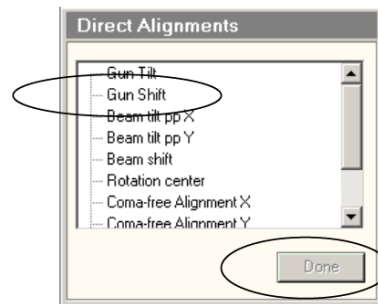 Direct Alignments
Gun Tilt
Gun Shift
Beam tilt pp X
Beam tilt pp Y
Beam shift
Rotation center
Coma-free Alignment X
Coma-free Alignment Y
Done